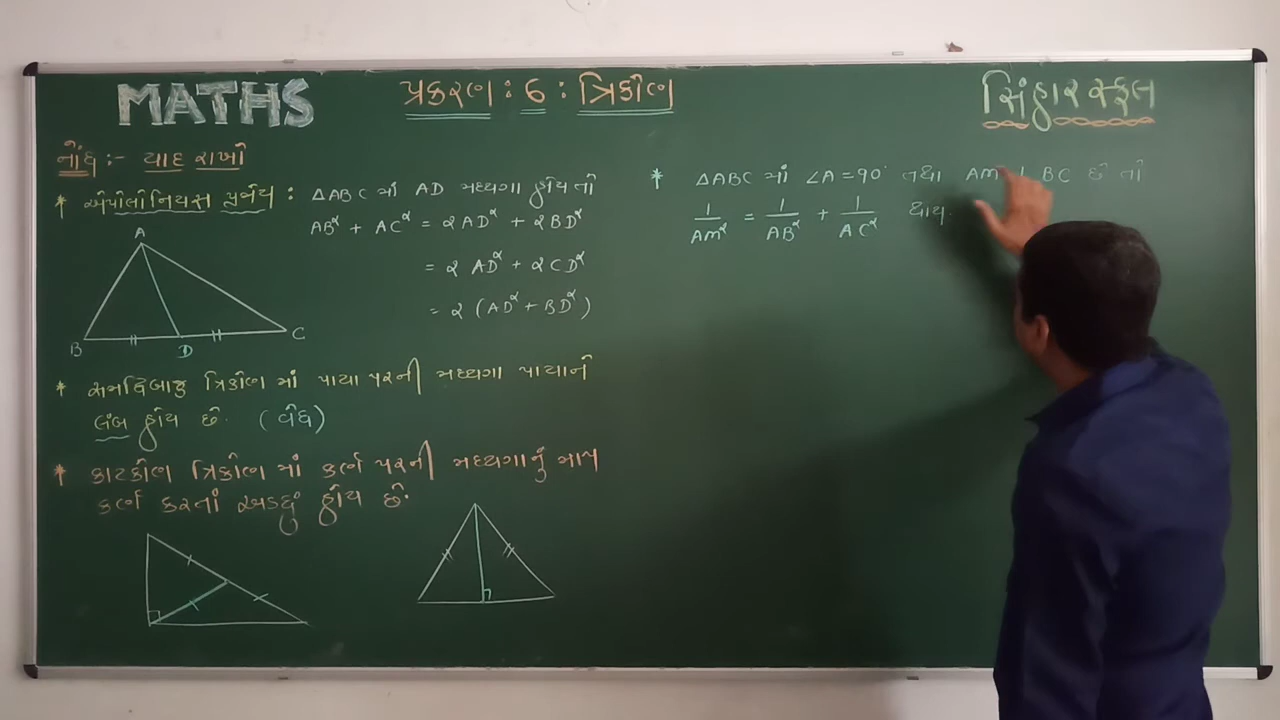 MATHS
પ્રકરણ : 6 : ત્રિકોણ
સિંહાર સ્કૂલ
નોંધ :- યાદ રાખો
* એપોલોનિયસ પ્રમેય : ΔABC માં AD મધ્યગા હોય તો
AB² + AC² = 2AD² + 2BD²
= 2 AD² + 2CD²
= 2 (AD² + BD²)
A
B
D
C
* સમદ્વિબાજુ ત્રિકોણ માં પાયા પરની મધ્યગા પાયાને
લંબ હોય છે. (વેધ)
* કાટકોણ ત્રિકોણ માં કર્ણ પરની મધ્યગાનું માપ
કર્ણ કરતાં અડધું હોય છે.
* ΔABC માં ∠A = 90° તથા AM ⊥ BC છે તો
1/AM² = 1/AB² + 1/AC² થાય.